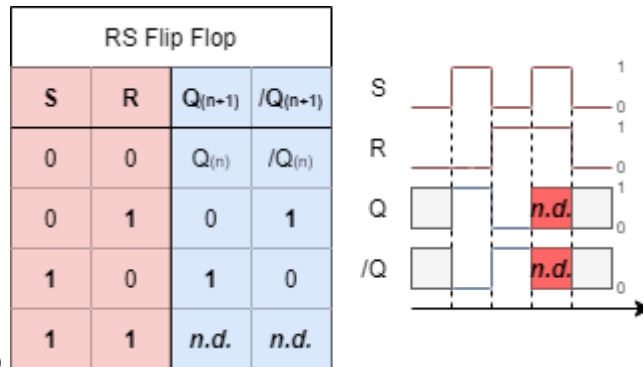 RS Flip Flop
S R Q(n+1) /Q(n+1)
0 0 Q(n) /Q(n)
0 1 0 1
1 0 1 0
1 1 n.d. n.d.
S 1 0
R 1 0
Q n.d. 1 0
/Q n.d. 0